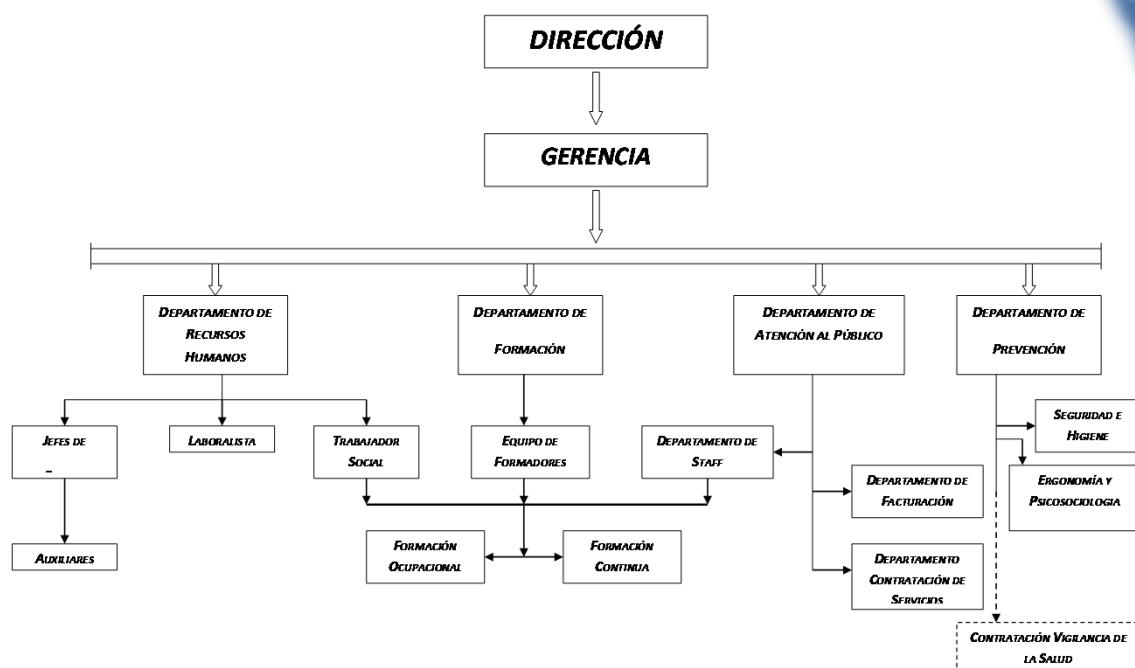 DIRECCIÓN
GERENCIA
DEPARTAMENTO DE
RECURSOS
HUMANOS
DEPARTAMENTO DE
FORMACIÓN
DEPARTAMENTO DE
ATENCIÓN AL PÚBLICO
DEPARTAMENTO DE
PREVENCIÓN
JEFES DE
LABORALISTA
TRABAJADOR
SOCIAL
EQUIPO DE
FORMADORES
DEPARTAMENTO DE
STAFF
SEGURIDAD E
HIGIENE
DEPARTAMENTO DE
FACTURACIÓN
ERGONOMÍA Y
PSICOSOCIOLOGIA
AUXILIARES
FORMACIÓN
OCUPACIONAL
FORMACIÓN
CONTINUA
DEPARTAMENTO
CONTRATACIÓN DE
SERVICIOS
CONTRATACIÓN VIGILANCIA DE
LA SALUD